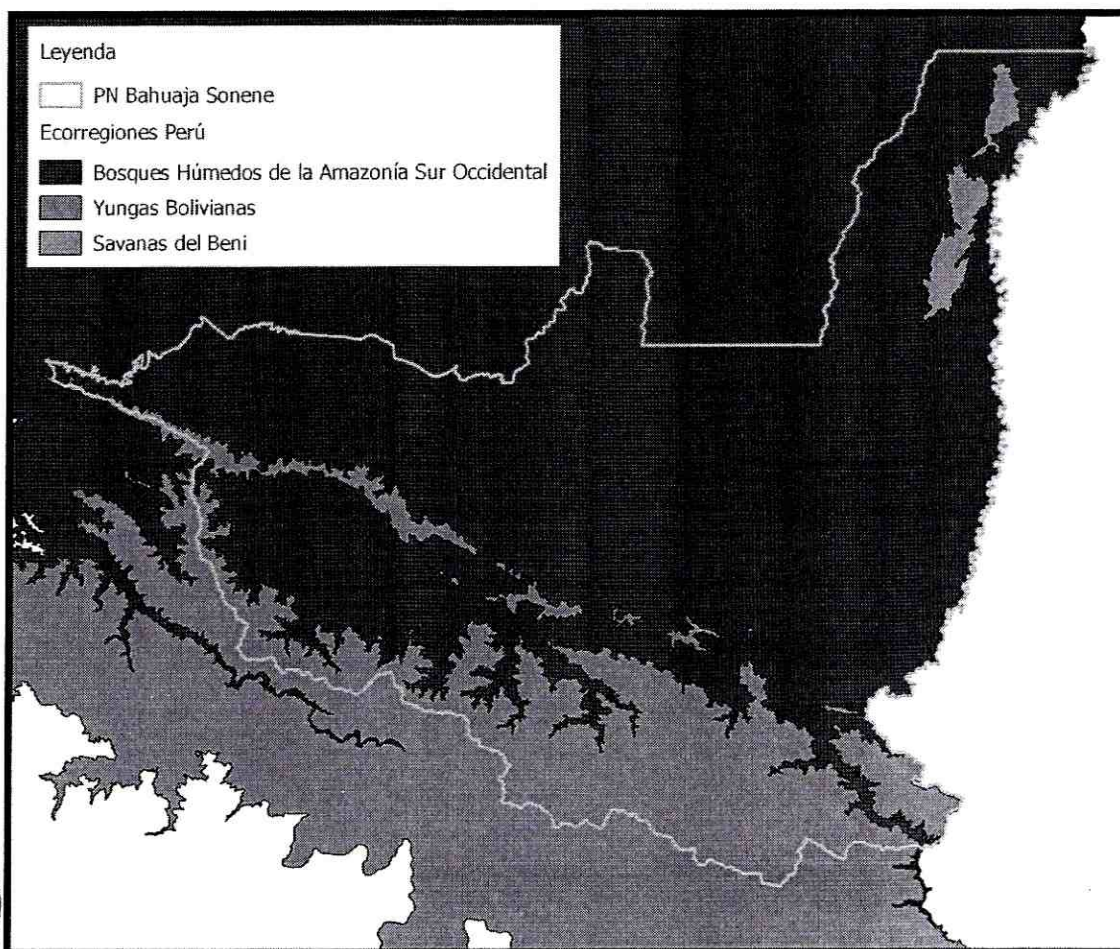 Leyenda
PN Bahuaja Sonene
Ecorregiones Perú
Bosques Húmedos de la Amazonía Sur Occidental
Yungas Bolivianas
Savanas del Beni